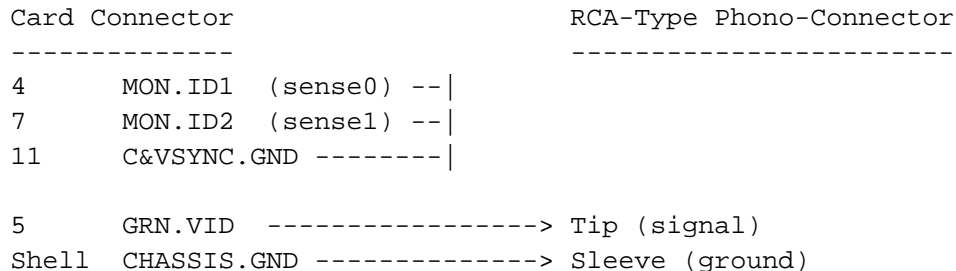 Card Connector                     RCA-Type Phono-Connector
--------------                     ------------------------
4      MON.ID1  (sense0) --|
7      MON.ID2  (sense1) --|
11     C&VSYNC.GND --------|
5      GRN.VID  -----------------> Tip (signal)
Shell  CHASSIS.GND --------------> Sleeve (ground)